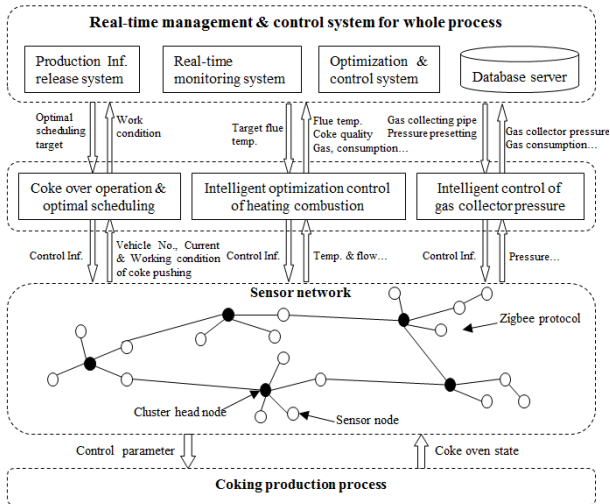 Real-time management & control system for whole process
Production Inf.
release system
Real-time
monitoring system
Optimization &
control system
Database server
Optimal
scheduling
target
Work
condition
Target flue
temp.
Flue temp.
Coke quality
Gas, consumption...
Gas collecting pipe
Pressure presetting
Gas collector pressure
Gas consumption...
Coke over operation &
optimal scheduling
Intelligent optimization control
of heating combustion
Intelligent control of
gas collector pressure
Control Inf.
Vehicle No., Current
& Working condition
of coke pushing
Control Inf.
Temp. & flow...
Control Inf.
Pressure...
Sensor network
Zigbee protocol
Cluster head node
Sensor node
Control
parameter
Coke oven state
Coking production process